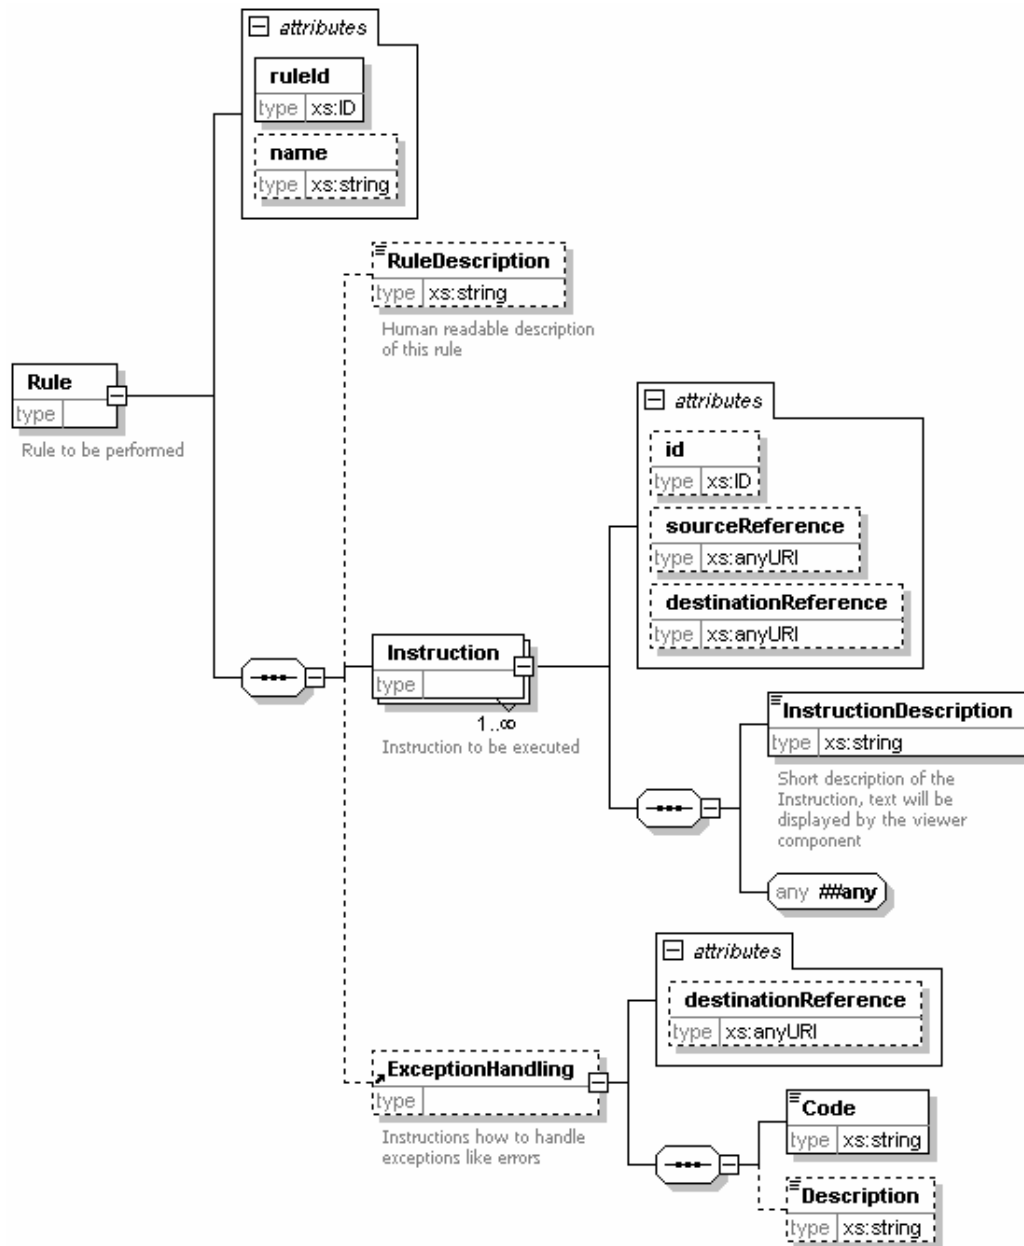 attributes
ruleId
type xs:ID
name
type xs:string
RuleDescription
type xs:string
Human readable description
of this rule
Rule
type
Rule to be performed
attributes
id
type xs:ID
sourceReference
type xs:anyURI
destinationReference
type xs:anyURI
Instruction
type
1..∞
Instruction to be executed
InstructionDescription
type xs:string
Short description of the
Instruction, text will be
displayed by the viewer
component
any ##any
attributes
destinationReference
type xs:anyURI
ExceptionHandling
type
Instructions how to handle
exceptions like errors
Code
type xs:string
Description
type xs:string